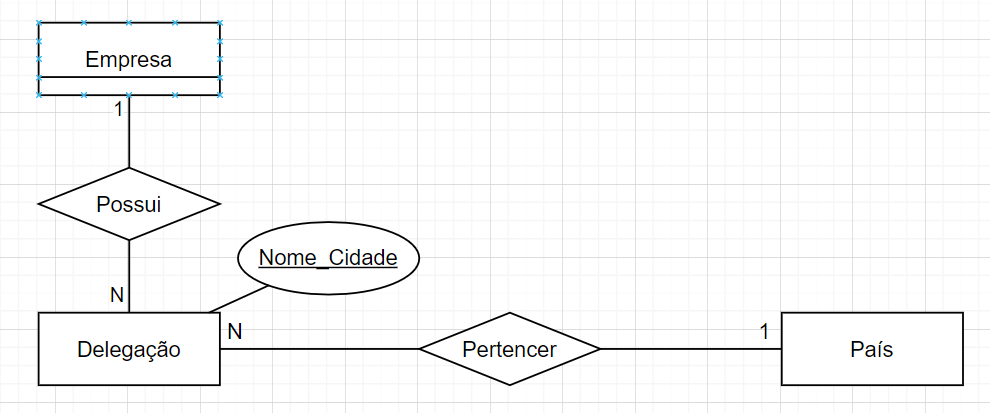 Empresa
1
Possui
Nome_Cidade
N
Delegação
N
Pertencer
1
País